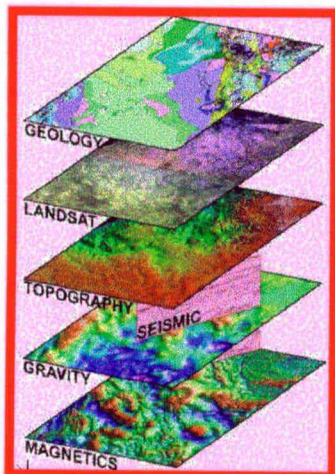 GEOLOGY
LANDSAT
TOPOGRAPHY
SEISMIC
GRAVITY
MAGNETICS